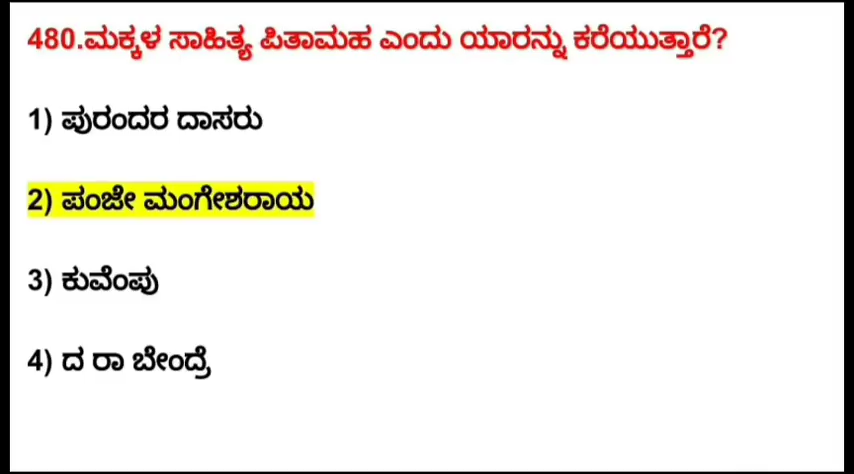 480.ಮಕ್ಕಳ ಸಾಹಿತ್ಯ ಪಿತಾಮಹ ಎಂದು ಯಾರನ್ನು ಕರೆಯುತ್ತಾರೆ?
1) ಪುರಂದರ ದಾಸರು
2) ಪಂಜೇ ಮಂಗೇಶರಾಯ
3) ಕುವೆಂಪು
4) ದ ರಾ ಬೇಂದ್ರೆ